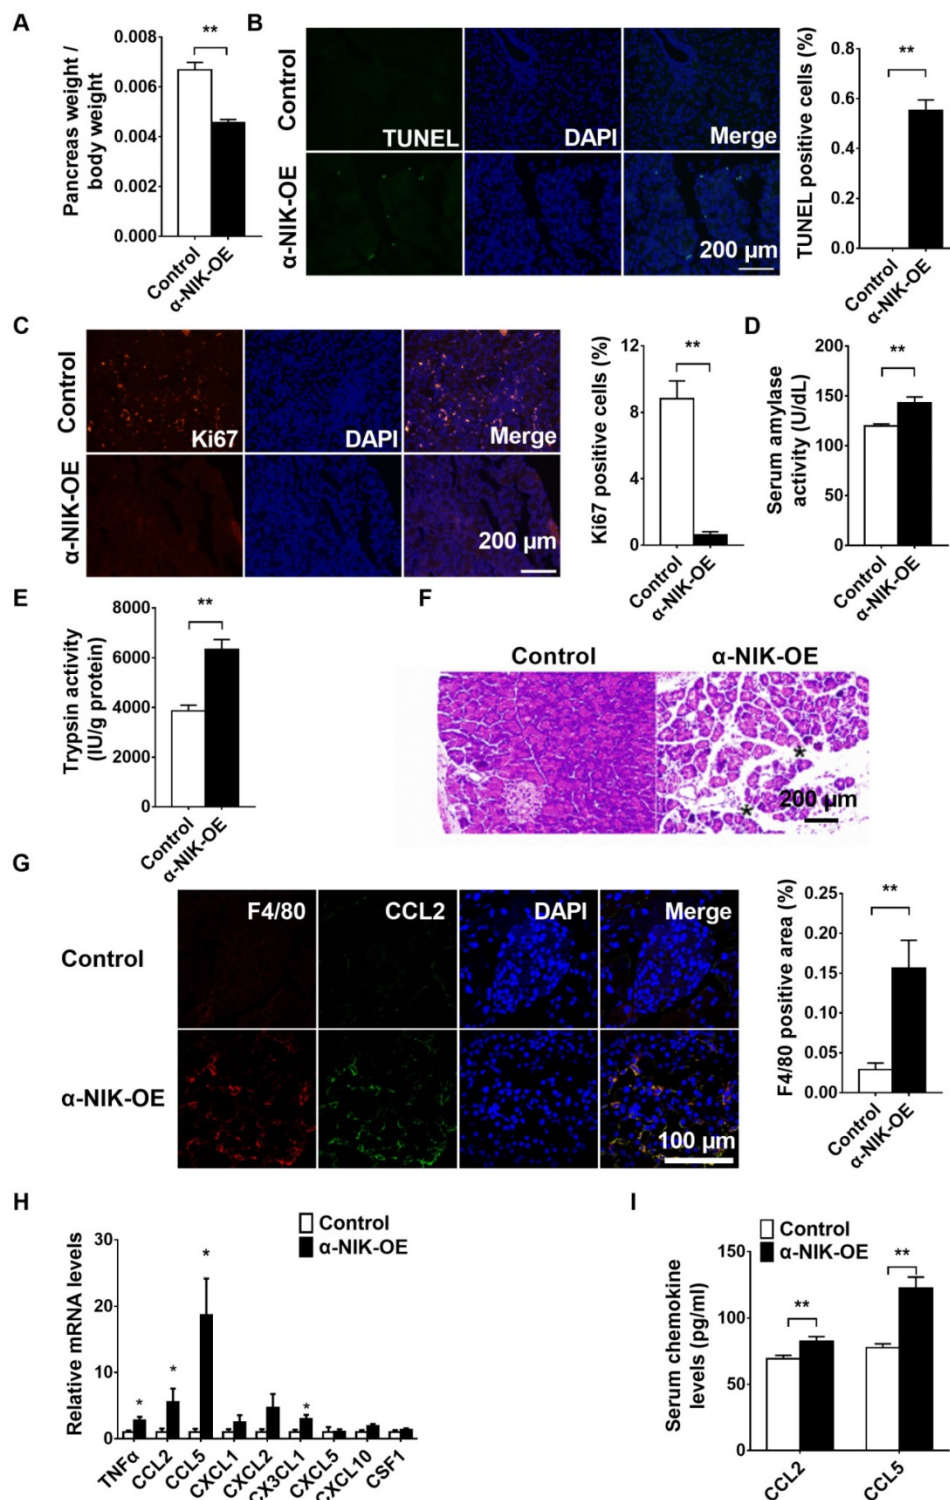 A
Pancreas weight /
body weight
0.008
0.006
0.004
0.002
0.000
**
Control
α-NIK-OE
B
Control
α-NIK-OE
TUNEL
DAPI
Merge
200 µm
TUNEL positive cells (%)
0.8
0.6
0.4
0.2
0.0
**
Control
α-NIK-OE
C
Control
α-NIK-OE
Ki67
DAPI
Merge
200 µm
Ki67 positive cells (%)
12
8
4
0
**
Control
α-NIK-OE
D
Serum amylase
activity (U/dL)
200
150
100
50
0
**
Control
α-NIK-OE
E
Trypsin activity
(IU/g protein)
8000
6000
4000
2000
0
**
Control
α-NIK-OE
F
Control
α-NIK-OE
*
*
200 µm
G
F4/80
CCL2
DAPI
Merge
Control
α-NIK-OE
100 µm
F4/80 positive area (%)
0.25
0.20
0.15
0.10
0.05
0.00
**
Control
α-NIK-OE
H
Control
α-NIK-OE
Relative mRNA levels
30
20
10
0
*
*
*
*
TNFα
CCL2
CCL5
CXCL1
CXCL2
CX3CL1
CXCL5
CXCL10
CSF1
I
Control
α-NIK-OE
Serum chemokine
levels (pg/ml)
150
100
50
0
**
**
CCL2
CCL5